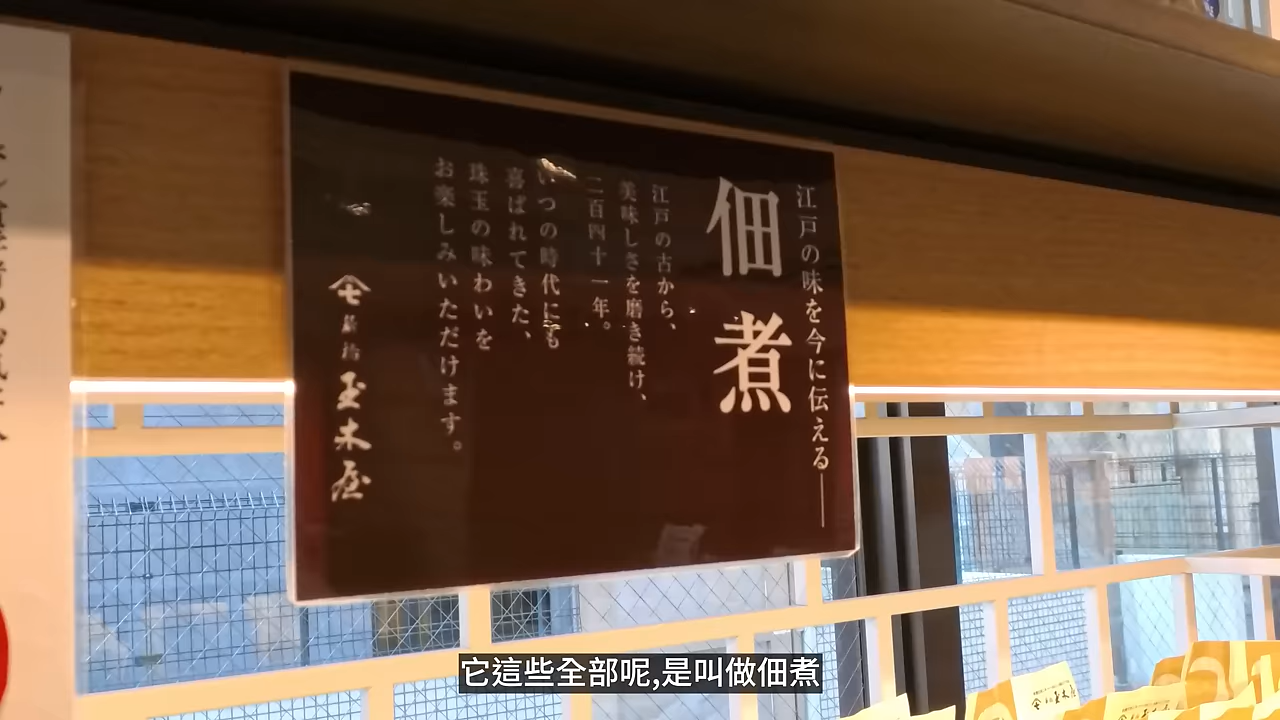 江戸の味を今に伝える――
佃煮
江戸の古から、
美味しさを磨き続け、
二百四十一年。
いつの時代にも
喜ばれてきた、
珠玉の味わいを
お楽しみいただけます。
玉木屋
它這些全部呢,是叫做佃煮